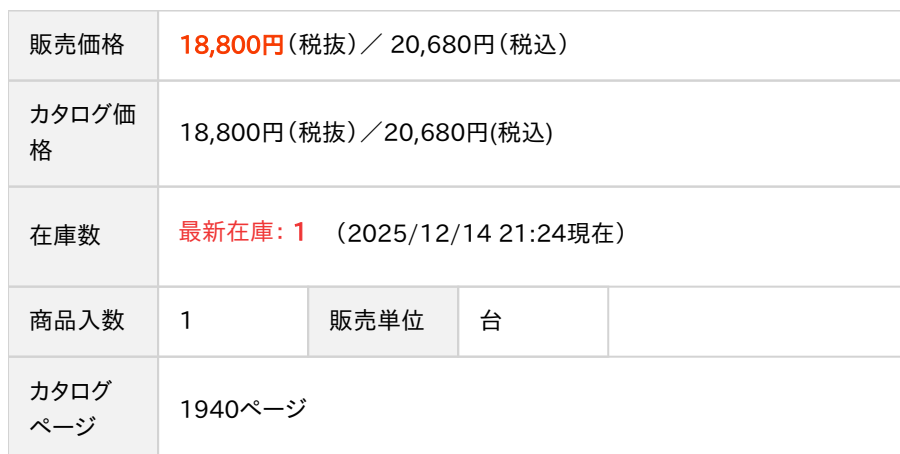 販売価格 18,800円(税抜)／ 20,680円(税込)
カタログ価
格
18,800円(税抜)／20,680円(税込)
在庫数 最新在庫: 1 (2025/12/14 21:24現在)
商品入数 1 販売単位 台
カタログ
ページ
1940ページ